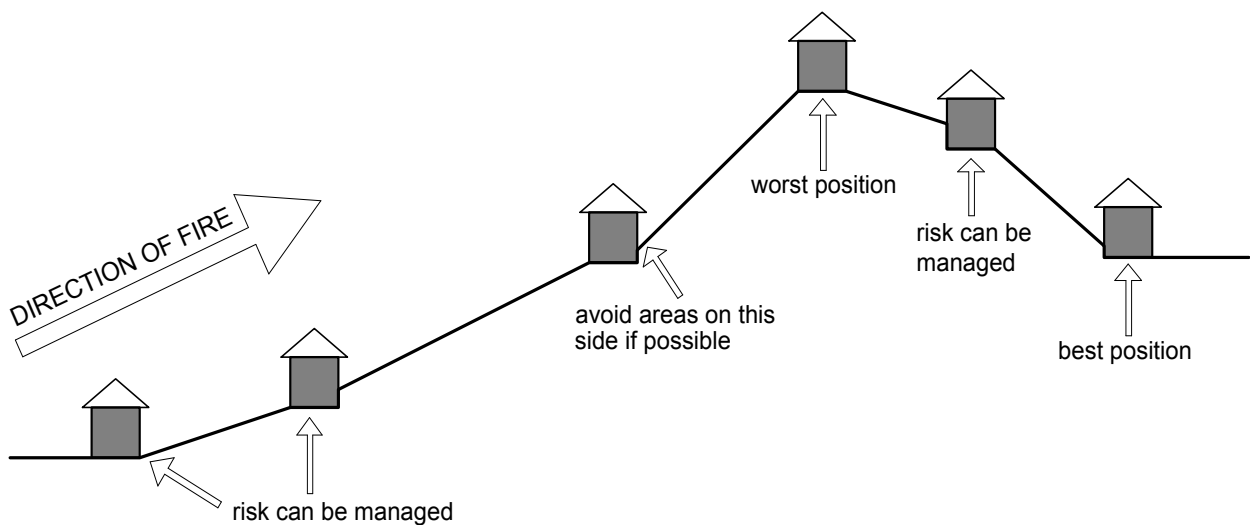 DIRECTION OF FIRE
worst position
risk can be
managed
avoid areas on this
side if possible
best position
risk can be managed